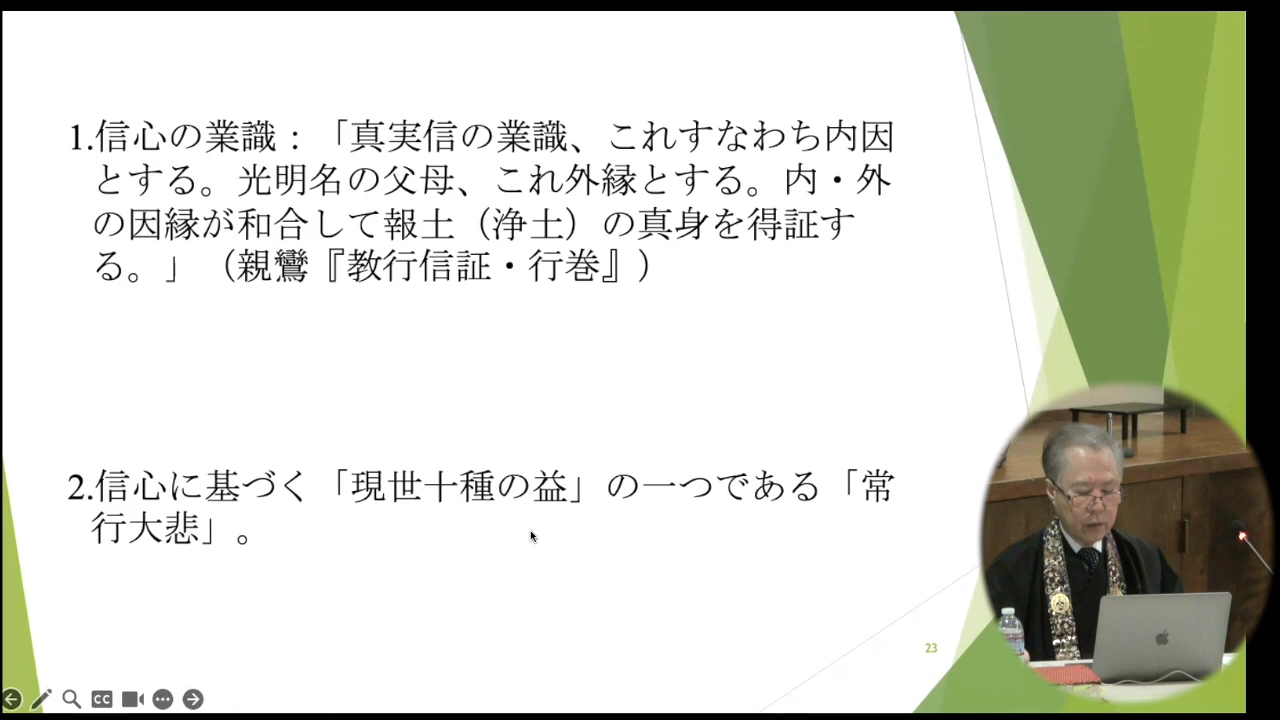 1.信心の業識：「真実信の業識、これすなわち内因
とする。光明名の父母、これ外縁とする。内・外
の因縁が和合して報土（浄土）の真身を得証す
る。」（親鸞『教行信証・行巻』）
2.信心に基づく「現世十種の益」の一つである「常
行大悲」。
23
CC